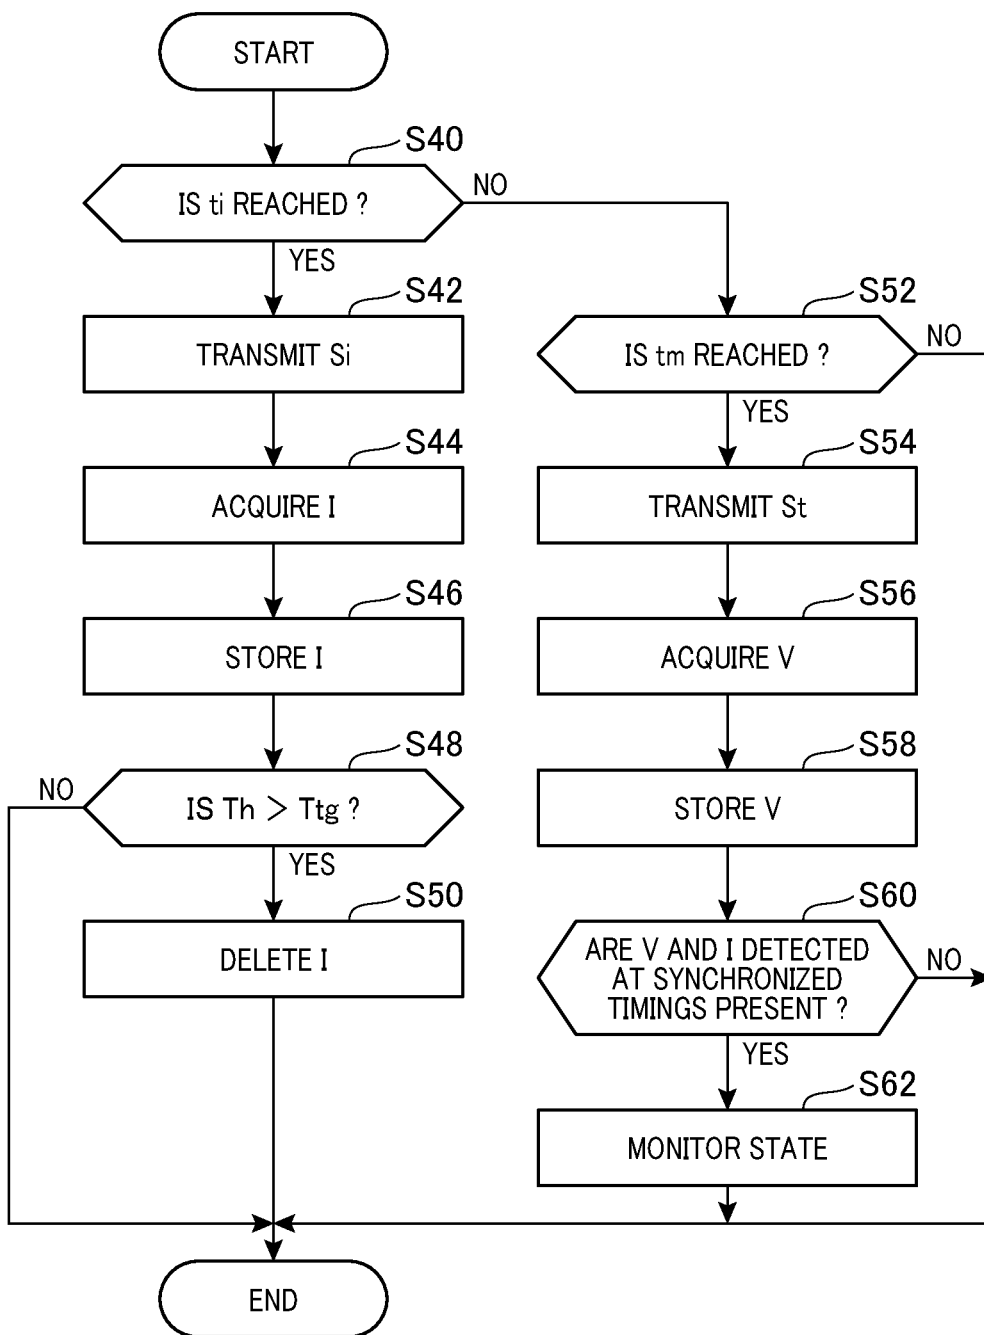 START
S40
IS ti REACHED ?
NO
YES
S42
TRANSMIT Si
S44
ACQUIRE I
S46
STORE I
S48
NO
IS Th > Ttg ?
YES
S50
DELETE I
S52
IS tm REACHED ?
NO
YES
S54
TRANSMIT St
S56
ACQUIRE V
S58
STORE V
S60
ARE V AND I DETECTED
AT SYNCHRONIZED
TIMINGS PRESENT ?
NO
YES
S62
MONITOR STATE
END